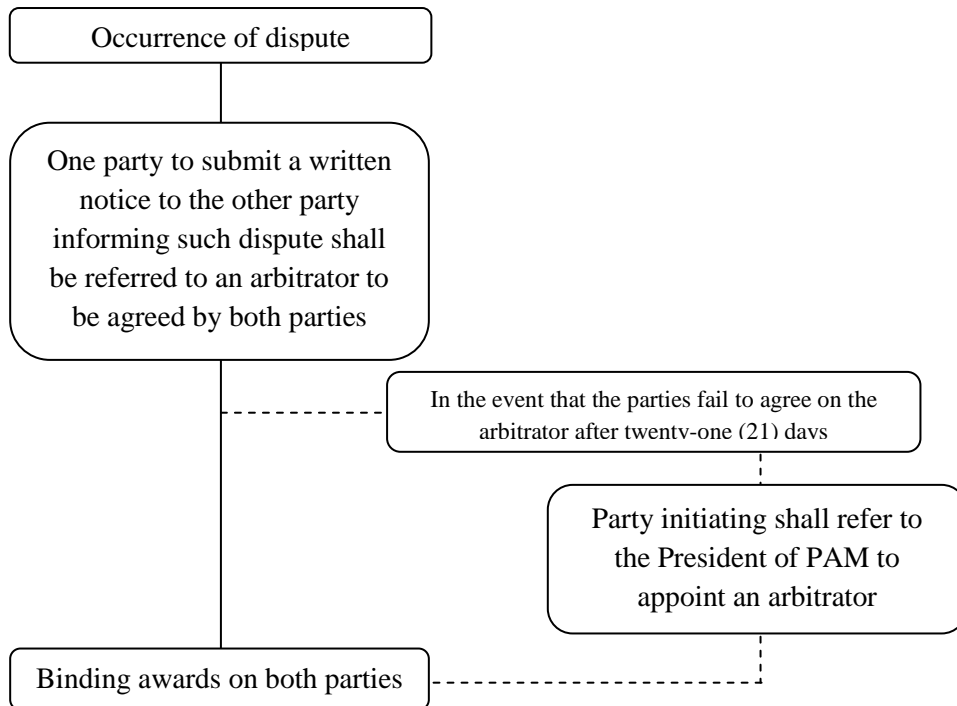 Occurrence of dispute
One party to submit a written
notice to the other party
informing such dispute shall
be referred to an arbitrator to
be agreed by both parties
In the event that the parties fail to agree on the
arbitrator after twenty-one (21) days
Party initiating shall refer to
the President of PAM to
appoint an arbitrator
Binding awards on both parties